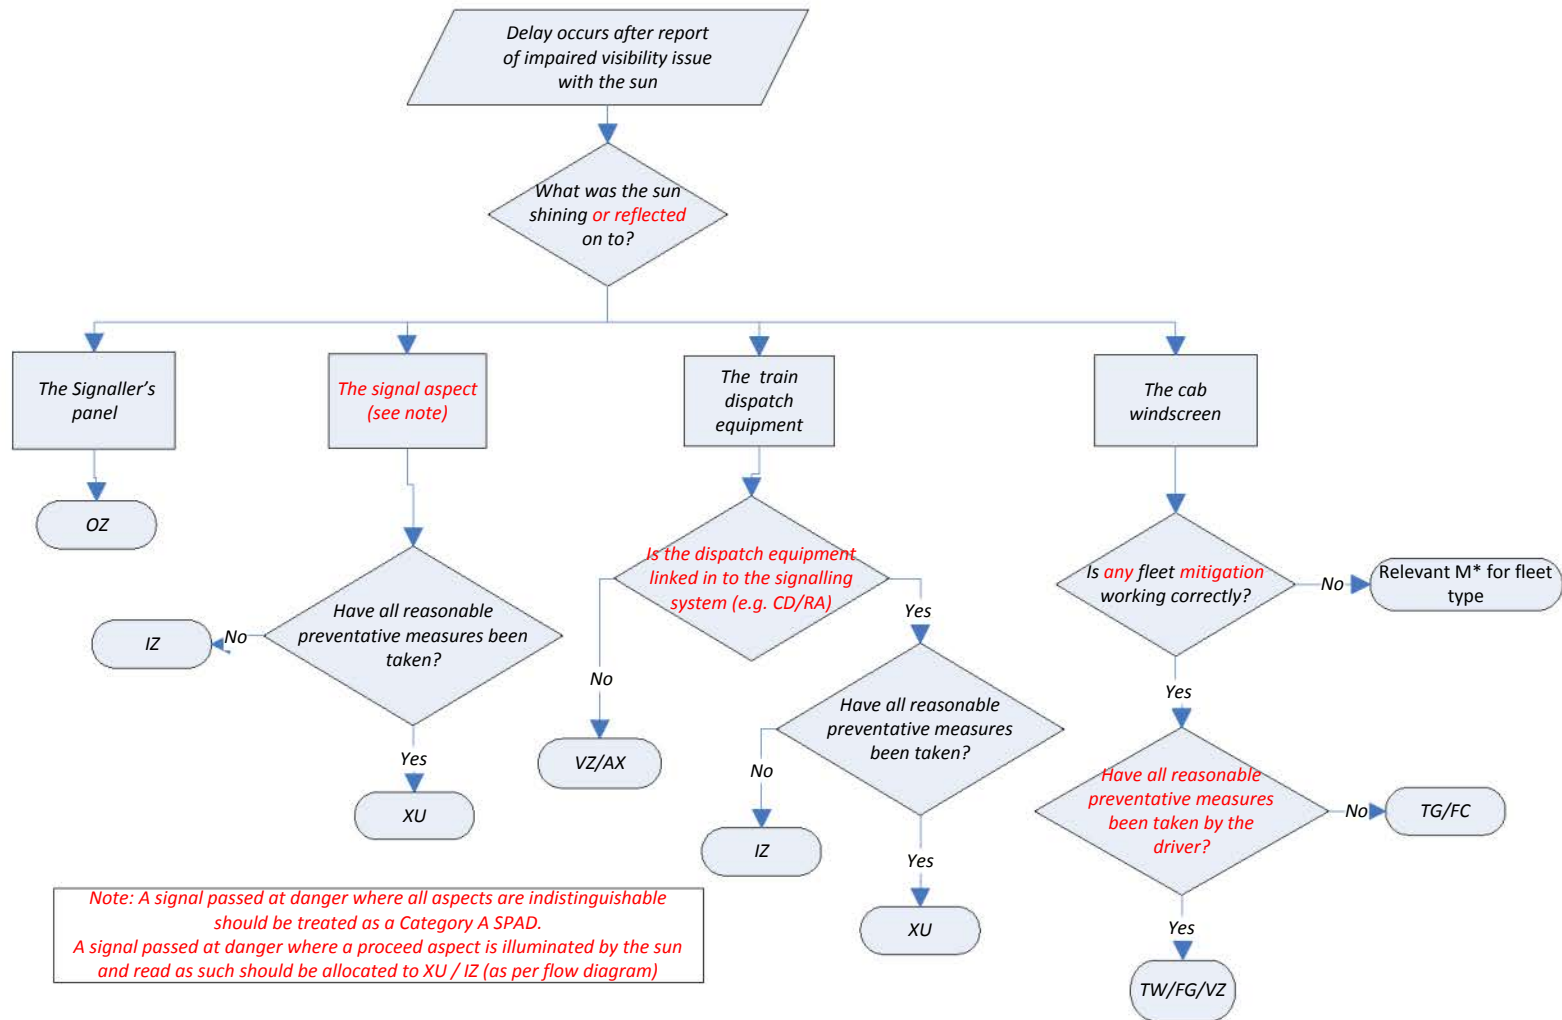 Delay occurs after report
of impaired visibility issue
with the sun
What was the sun
shining or reflected
on to?
The Signaller’s
panel
The signal aspect
(see note)
The train
dispatch
equipment
The cab
windscreen
OZ
Is the dispatch equipment
linked in to the signalling
system (e.g. CD/RA)
Is any fleet mitigation
working correctly?
No
Relevant M* for fleet
type
Have all reasonable
preventative measures been
taken?
No
IZ
Yes
XU
No
VZ/AX
Yes
Have all reasonable
preventative measures
been taken?
No
IZ
Yes
XU
Yes
Have all reasonable
preventative measures
been taken by the
driver?
No
TG/FC
Yes
TW/FG/VZ
Note: A signal passed at danger where all aspects are indistinguishable
should be treated as a Category A SPAD.
A signal passed at danger where a proceed aspect is illuminated by the sun
and read as such should be allocated to XU / IZ (as per flow diagram)